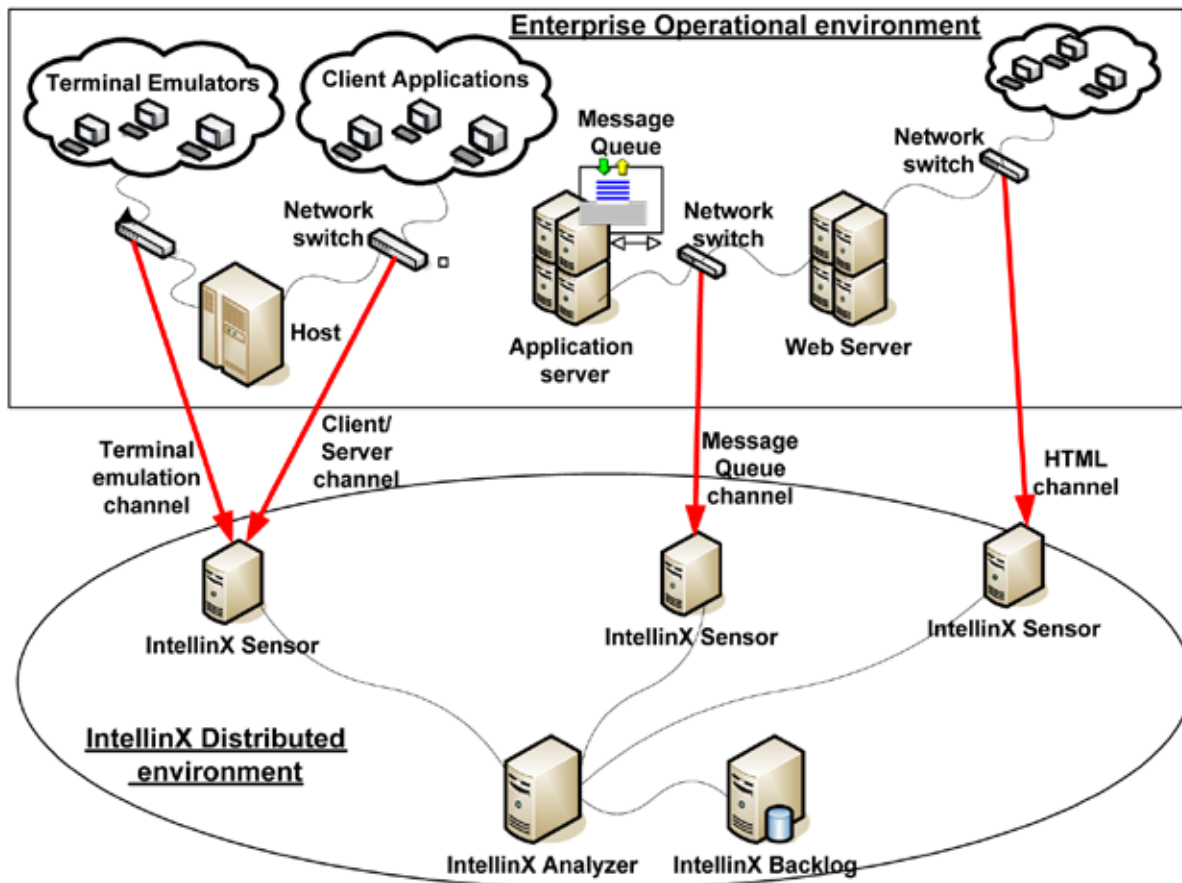 Enterprise Operational environment
Terminal Emulators
Client Applications
Message
Queue
Network
switch
Network
switch
Network
switch
Host
Application
server
Web Server
Terminal
emulation
channel
Client/
Server
channel
Message
Queue
channel
HTML
channel
IntellinX Sensor
IntellinX Sensor
IntellinX Sensor
IntellinX Distributed
environment
IntellinX Analyzer
IntellinX Backlog